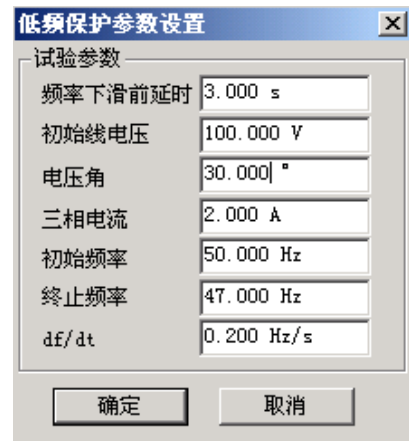 低频保护参数设置
试验参数
频率下滑前延时 3.000 s
初始线电压 100.000 V
电压角 30.000 °
三相电流 2.000 A
初始频率 50.000 Hz
终止频率 47.000 Hz
df/dt 0.200 Hz/s
确定 取消